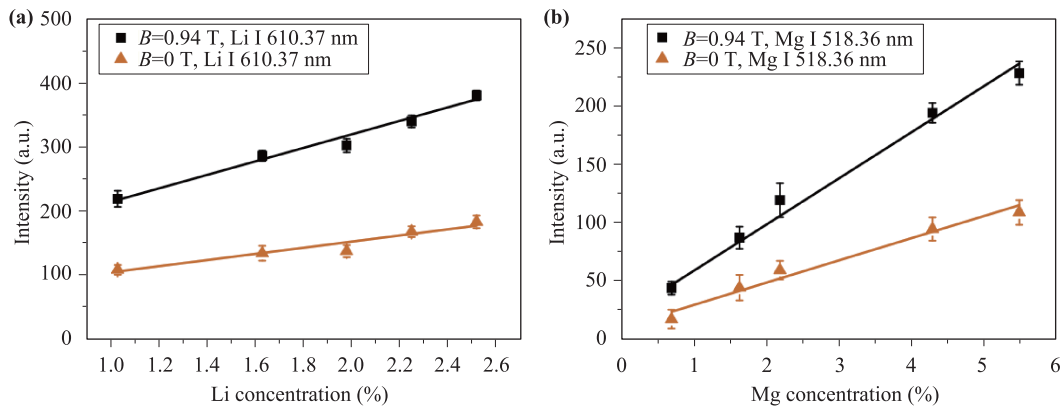 (a)
500
400
300
200
100
0
Intensity (a.u.)
B=0.94 T, Li I 610.37 nm
B=0 T, Li I 610.37 nm
1.0 1.2 1.4 1.6 1.8 2.0 2.2 2.4 2.6
Li concentration (%)
(b)
250
200
150
100
50
0
Intensity (a.u.)
B=0.94 T, Mg I 518.36 nm
B=0 T, Mg I 518.36 nm
0 1 2 3 4 5 6
Mg concentration (%)